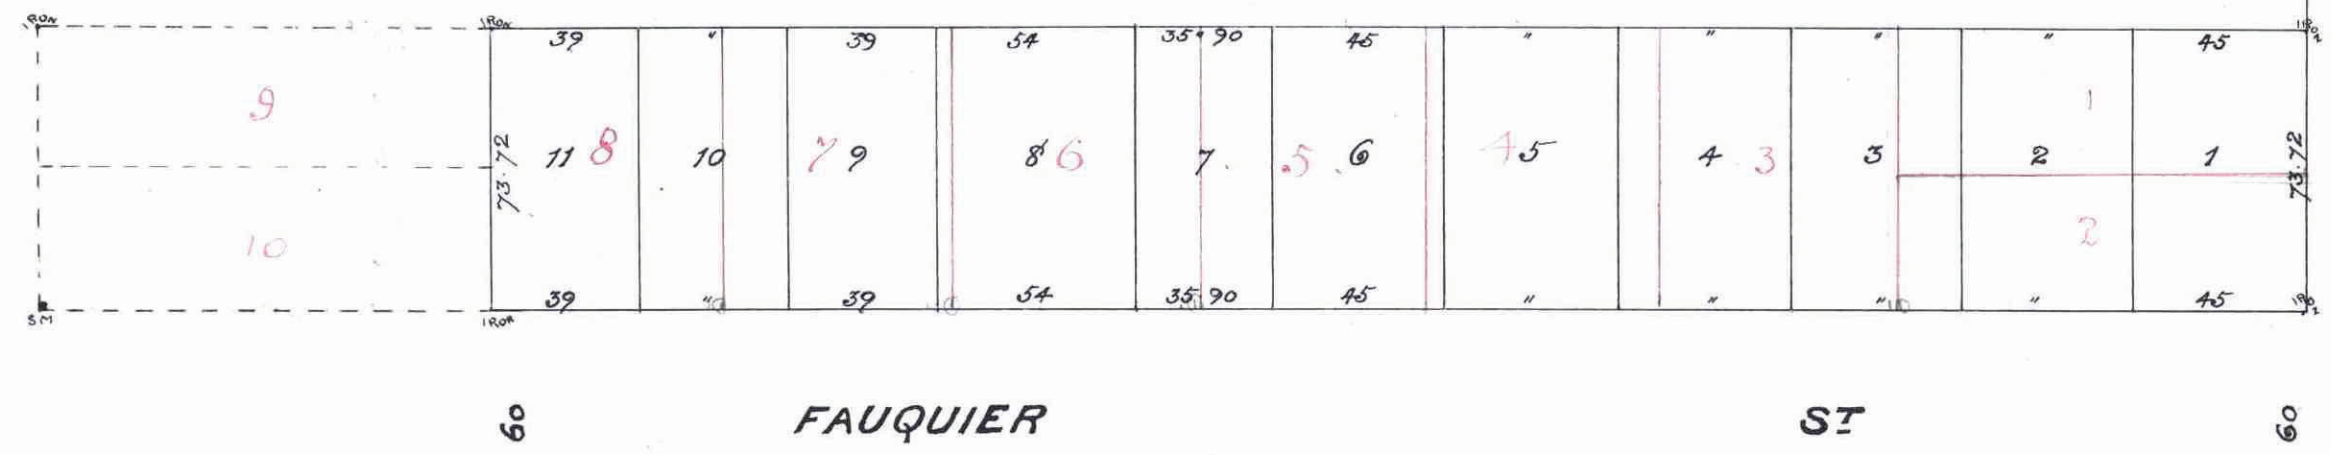 IRON IRON IRO
39 " 39 54 35.90 45 " " " " 45
9 1
73.72 11 8 10 7 9 8 6 7 5 6 4 5 4 3 3 2 1 73.72
10 2
39 " 39 54 35 90 45 " " " " 45
SM IRON
60 FAUQUIER ST 60